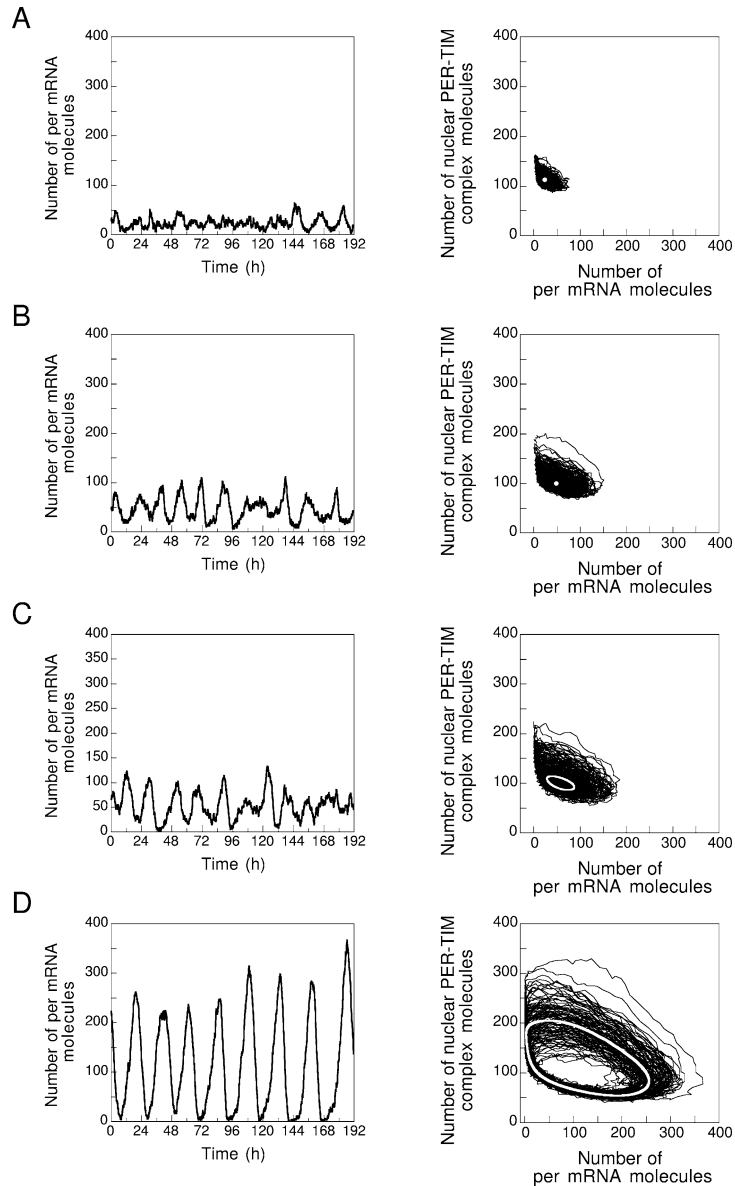 A
Number of per mRNA
molecules
400
300
200
100
0
0 24 48 72 96 120 144 168 192
Time (h)
Number of nuclear PER-TIM
complex molecules
400
300
200
100
0
0 100 200 300 400
Number of
per mRNA molecules
B
Number of per mRNA
molecules
400
300
200
100
0
0 24 48 72 96 120 144 168 192
Time (h)
Number of nuclear PER-TIM
complex molecules
400
300
200
100
0
0 100 200 300 400
Number of
per mRNA molecules
C
Number of per mRNA
molecules
400
350
300
250
200
150
100
50
0
0 24 48 72 96 120 144 168 192
Time (h)
Number of nuclear PER-TIM
complex molecules
400
300
200
100
0
0 100 200 300 400
Number of
per mRNA molecules
D
Number of per mRNA
molecules
400
300
200
100
0
0 24 48 72 96 120 144 168 192
Time (h)
Number of nuclear PER-TIM
complex molecules
400
300
200
100
0
0 100 200 300 400
Number of
per mRNA molecules